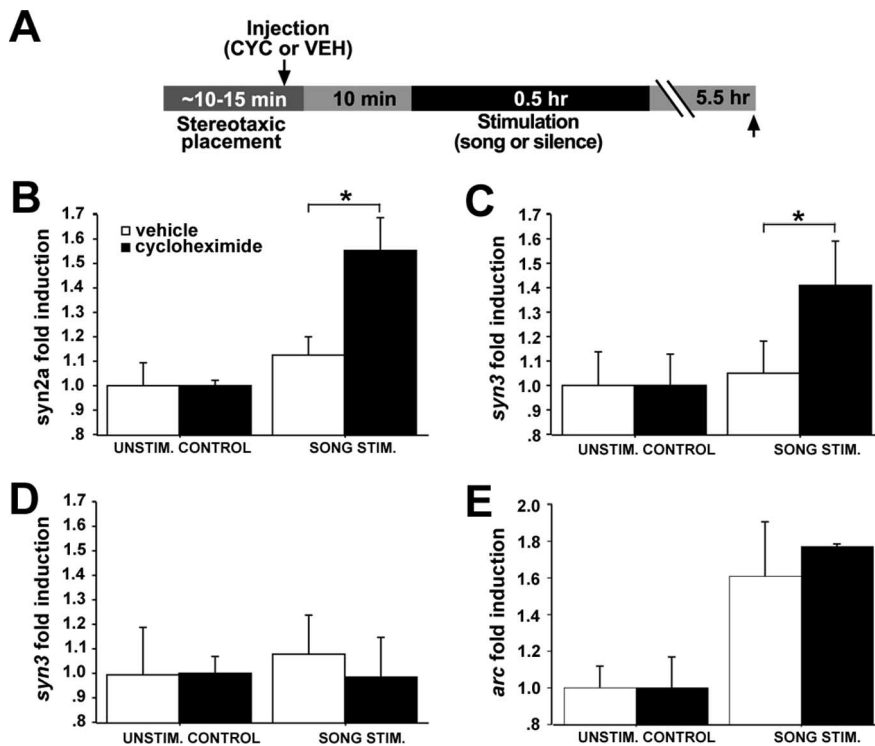 A
Injection
(CYC or VEH)
~10-15 min
10 min
0.5 hr
5.5 hr
Stereotaxic
placement
Stimulation
(song or silence)
B
syn2a fold induction
1.7
1.6
1.5
1.4
1.3
1.2
1.1
1.0
.9
.8
vehicle
cycloheximide
*
UNSTIM. CONTROL
SONG STIM.
C
syn3 fold induction
1.7
1.6
1.5
1.4
1.3
1.2
1.1
1.0
.9
.8
*
UNSTIM. CONTROL
SONG STIM.
D
syn3 fold induction
1.7
1.6
1.5
1.4
1.3
1.2
1.1
1.0
.9
.8
UNSTIM. CONTROL
SONG STIM.
E
arc fold induction
2.0
1.8
1.6
1.4
1.2
1.0
.8
UNSTIM. CONTROL
SONG STIM.